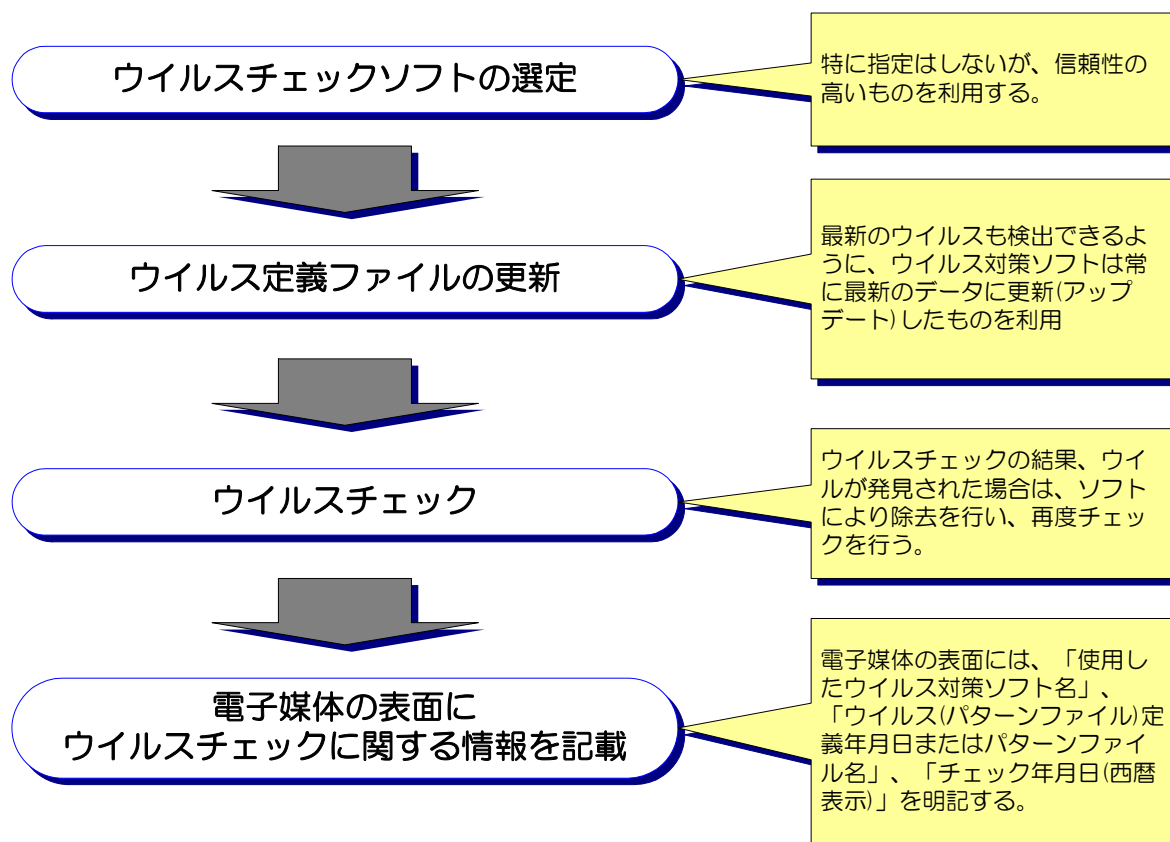 ウイルスチェックソフトの選定
特に指定はしないが、信頼性の
高いものを利用する。
ウイルス定義ファイルの更新
最新のウイルスも検出できるよ
うに、ウイルス対策ソフトは常
に最新のデータに更新(アップ
デート)したものを利用
ウイルスチェック
ウイルスチェックの結果、ウイ
ルが発見された場合は、ソフト
により除去を行い、再度チェッ
クを行う。
電子媒体の表面に
ウイルスチェックに関する情報を記載
電子媒体の表面には、「使用し
たウイルス対策ソフト名」、
「ウイルス(パターンファイル)定
義年月日またはパターンファイ
ル名」、「チェック年月日(西暦
表示)」を明記する。